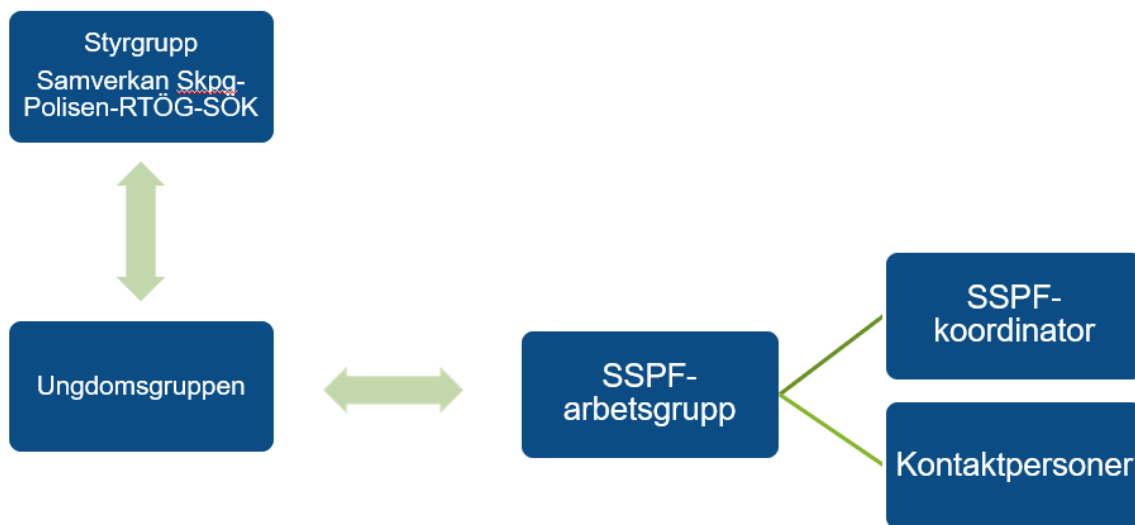 Styrgrupp
Samverkan Skpg-
Polisen-RTÖG-SÖK
Ungdomsgruppen
SSPF-
arbetsgrupp
SSPF-
koordinator
Kontaktpersoner